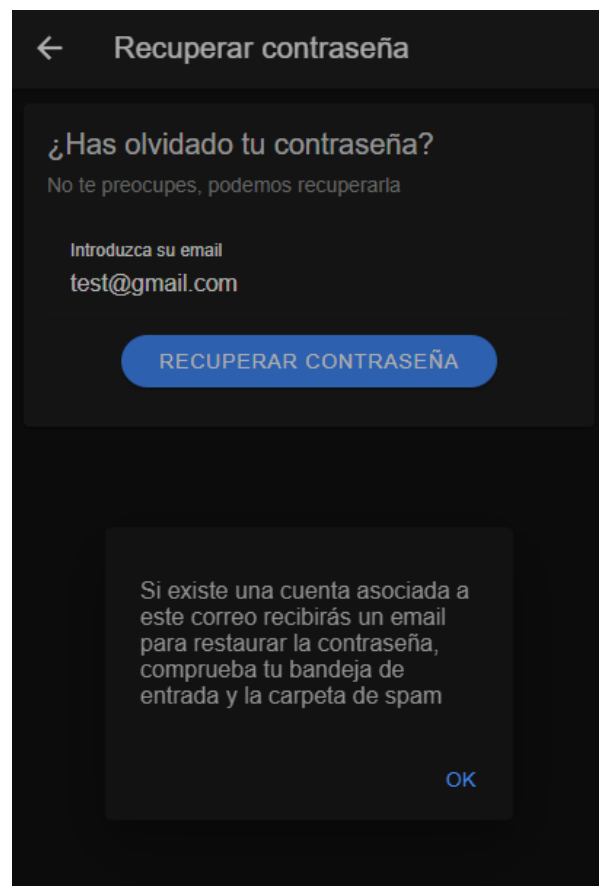 Recuperar contraseña
¿Has olvidado tu contraseña?
No te preocupes, podemos recuperarla
Introduzca su email
test@gmail.com
RECUPERAR CONTRASEÑA
Si existe una cuenta asociada a
este correo recibirás un email
para restaurar la contraseña,
comprueba tu bandeja de
entrada y la carpeta de spam
OK